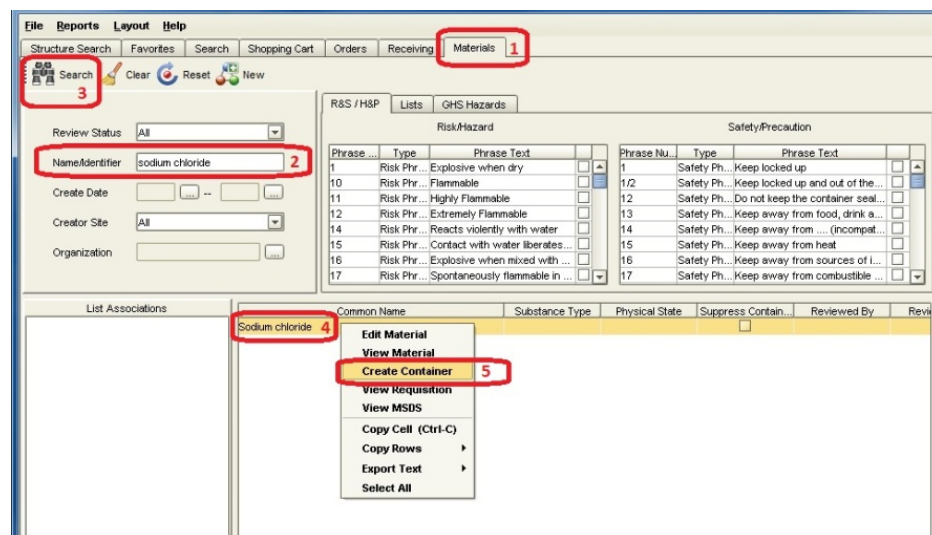 File Reports Layout Help
Structure Search Favorites Search Shopping Cart Orders Receiving Materials 1
Search Clear Reset New
3
R&S / H&P Lists GHS Hazards
Risk/Hazard Safety/Precaution
Review Status All
Phrase ... Type Phrase Text Phrase Nu... Type Phrase Text
Name/Identifier sodium chloride 2
1 Risk Phr... Explosive when dry 1 Safety Ph... Keep locked up
10 Risk Phr... Flammable 1/2 Safety Ph... Keep locked up and out of the...
Create Date ... -- ...
11 Risk Phr... Highly Flammable 12 Safety Ph... Do not keep the container seal...
12 Risk Phr... Extremely Flammable 13 Safety Ph... Keep away from food, drink a...
Creator Site All
14 Risk Phr... Reacts violently with water 14 Safety Ph... Keep away from .... (incompat...
15 Risk Phr... Contact with water liberates... 15 Safety Ph... Keep away from heat
Organization ...
16 Risk Phr... Explosive when mixed with ... 16 Safety Ph... Keep away from sources of i...
17 Risk Phr... Spontaneously flammable in ... 17 Safety Ph... Keep away from combustible ...
List Associations Common Name Substance Type Physical State Suppress Contain... Reviewed By Revi
Sodium chloride 4
Edit Material
View Material
Create Container 5
View Requisition
View MSDS
Copy Cell (Ctrl-C)
Copy Rows
Export Text
Select All